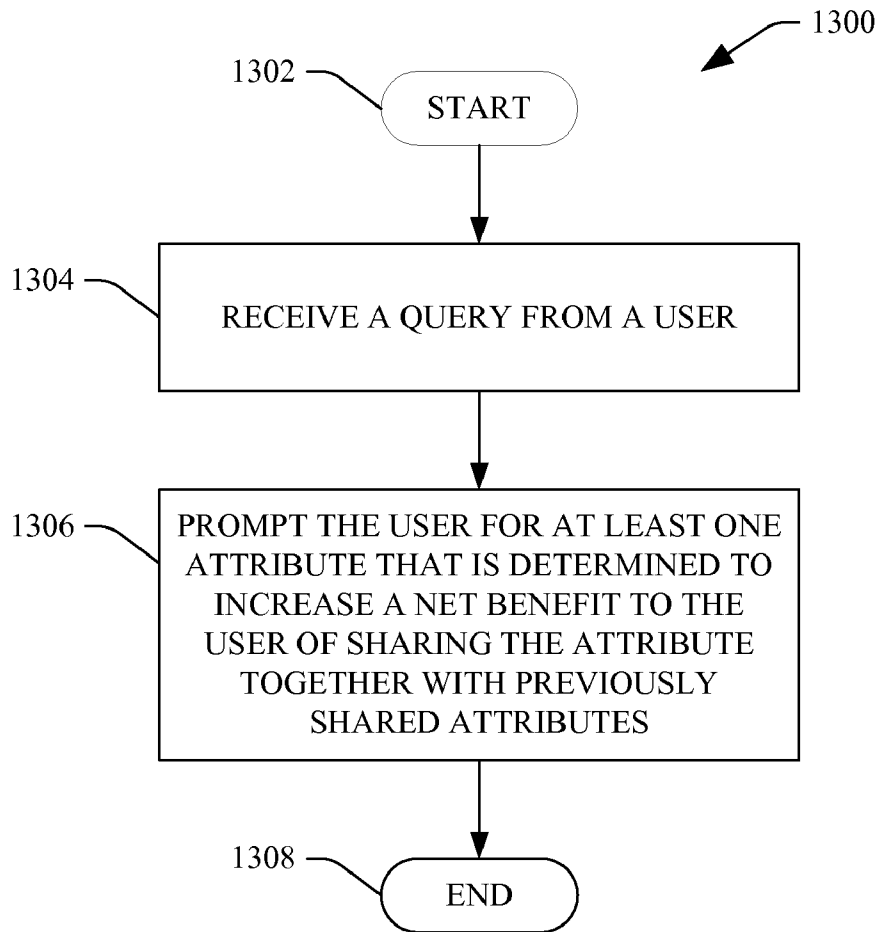 1300
1302
START
1304
RECEIVE A QUERY FROM A USER
1306
PROMPT THE USER FOR AT LEAST ONE
ATTRIBUTE THAT IS DETERMINED TO
INCREASE A NET BENEFIT TO THE
USER OF SHARING THE ATTRIBUTE
TOGETHER WITH PREVIOUSLY
SHARED ATTRIBUTES
1308
END